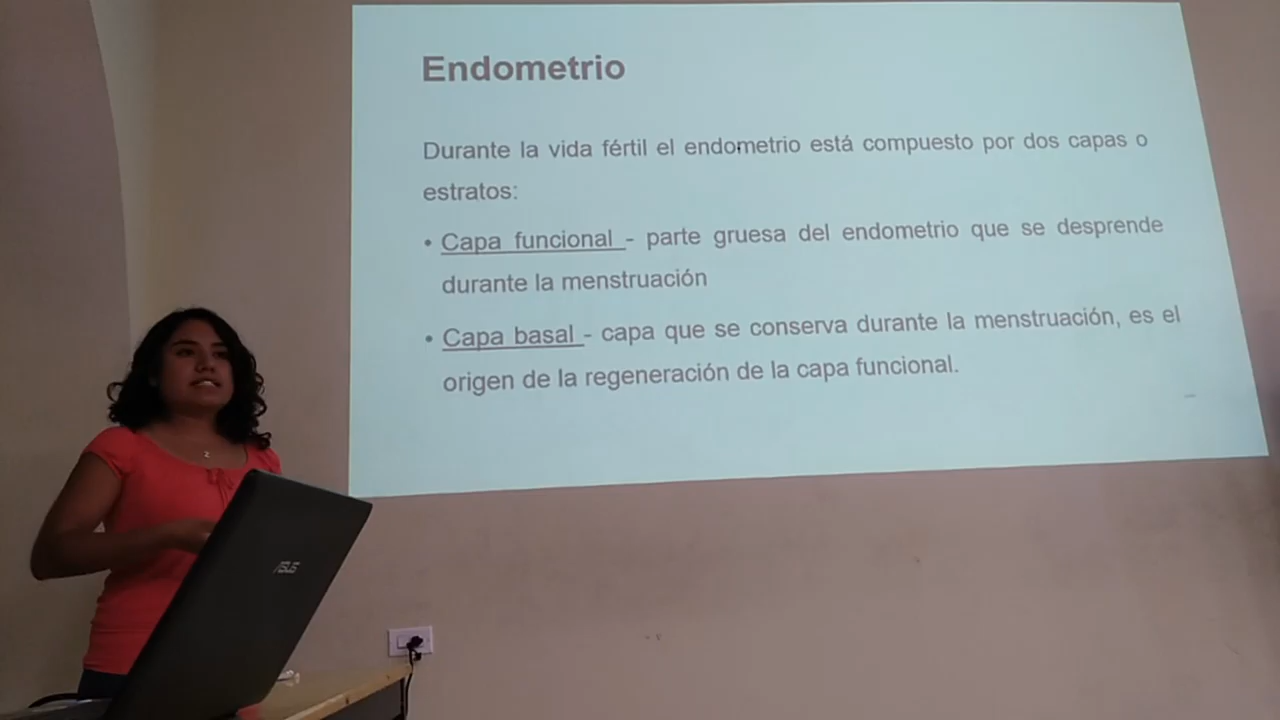 Endometrio
Durante la vida fértil el endometrio está compuesto por dos capas o
estratos:
• Capa funcional - parte gruesa del endometrio que se desprende
durante la menstruación
• Capa basal - capa que se conserva durante la menstruación, es el
origen de la regeneración de la capa funcional.
ASUS